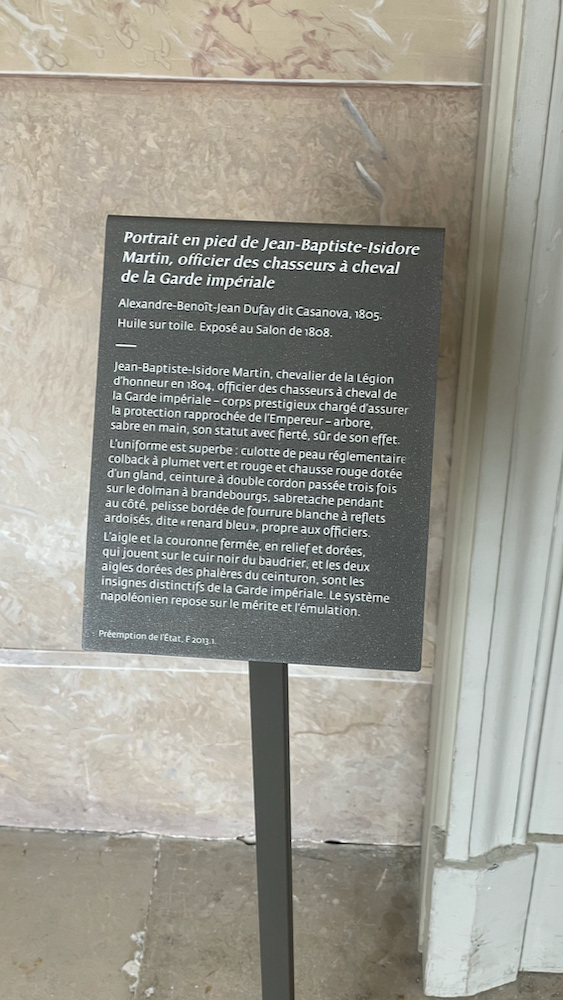 Portrait en pied de Jean-Baptiste-Isidore
Martin, officier des chasseurs à cheval
de la Garde impériale
Alexandre-Benoît-Jean Dufay dit Casanova, 1805.
Huile sur toile. Exposé au Salon de 1808.
Jean-Baptiste-Isidore Martin, chevalier de la Légion
d'honneur en 1804, officier des chasseurs à cheval de
la Garde impériale – corps prestigieux chargé d'assurer
la protection rapprochée de l'Empereur – arbore,
sabre en main, son statut avec fierté, sûr de son effet.
L'uniforme est superbe : culotte de peau réglementaire
colback à plumet vert et rouge et chausse rouge dotée
d'un gland, ceinture à double cordon passée trois fois
sur le dolman à brandebourgs, sabretache pendant
au côté, pelisse bordée de fourrure blanche à reflets
ardoisés, dite « renard bleu », propre aux officiers.
L'aigle et la couronne fermée, en relief et dorées,
qui jouent sur le cuir noir du baudrier, et les deux
aigles dorées des phalères du ceinturon, sont les
insignes distinctifs de la Garde impériale. Le système
napoléonien repose sur le mérite et l'émulation.
Préemption de l'État, F 2013.1.